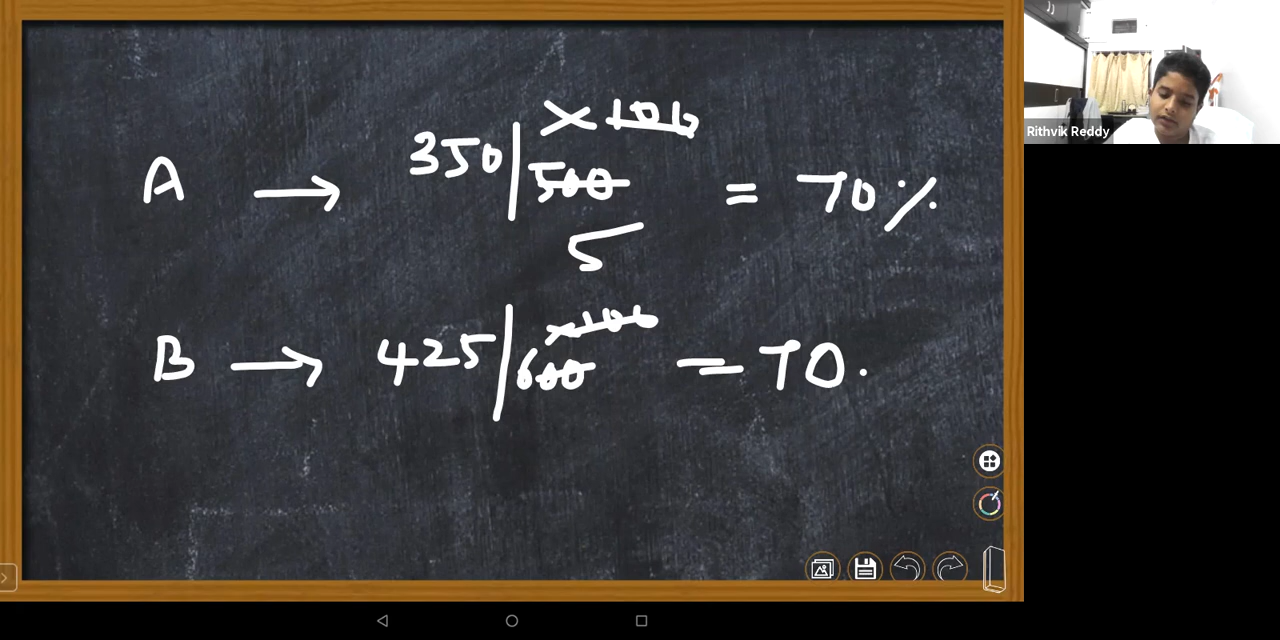 × 100
A → 350/500 = 70%
5
× 100
B → 425/600 = 70.
Rithvik Reddy